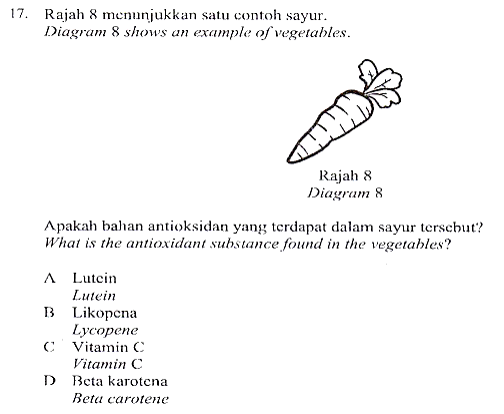 17. Rajah 8 menunjukkan satu contoh sayur.
Diagram 8 shows an example of vegetables.
Rajah 8
Diagram 8
Apakah bahan antioksidan yang terdapat dalam sayur tersebut?
What is the antioxidant substance found in the vegetables?
A Lutein
Lutein
B Likopena
Lycopene
C Vitamin C
Vitamin C
D Beta karotena
Beta carotene